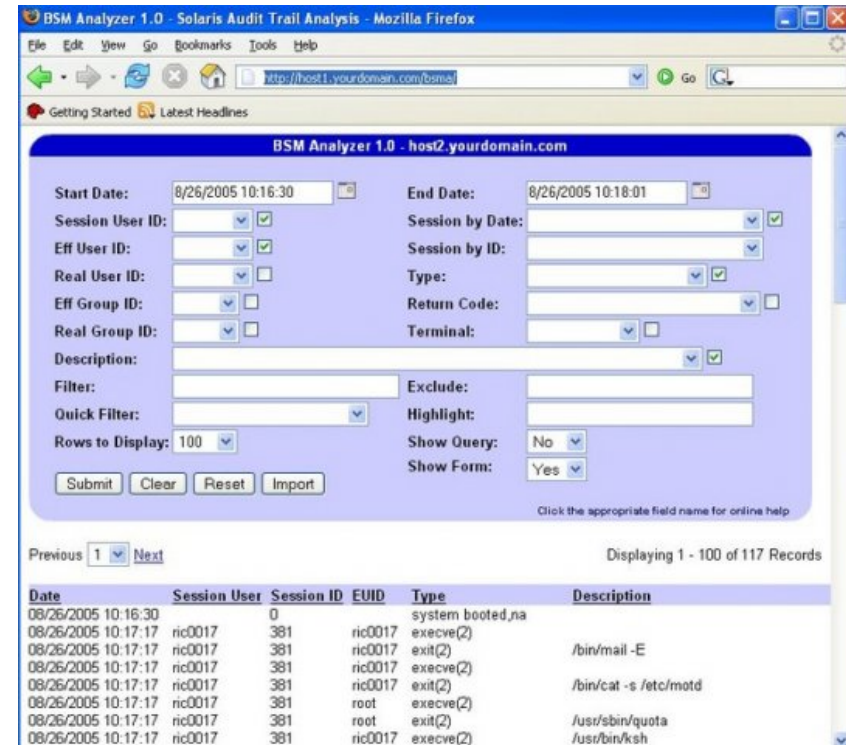 BSM Analyzer 1.0 - Solaris Audit Trail Analysis - Mozilla Firefox
File Edit View Go Bookmarks Tools Help
http://host1.yourdomain.com/bsma/ Go
Getting Started Latest Headlines
BSM Analyzer 1.0 - host2.yourdomain.com
Start Date: 8/26/2005 10:16:30 End Date: 8/26/2005 10:18:01
Session User ID: Session by Date:
Eff User ID: Session by ID:
Real User ID: Type:
Eff Group ID: Return Code:
Real Group ID: Terminal:
Description:
Filter: Exclude:
Quick Filter: Highlight:
Rows to Display: 100 Show Query: No
Show Form: Yes
Submit Clear Reset Import
Click the appropriate field name for online help
Previous 1 Next Displaying 1 - 100 of 117 Records
Date Session User Session ID EUID Type Description
08/26/2005 10:16:30 0 system booted,na
08/26/2005 10:17:17 ric0017 381 ric0017 execve(2)
08/26/2005 10:17:17 ric0017 381 ric0017 exit(2) /bin/mail -E
08/26/2005 10:17:17 ric0017 381 ric0017 execve(2)
08/26/2005 10:17:17 ric0017 381 ric0017 exit(2) /bin/cat -s /etc/motd
08/26/2005 10:17:17 ric0017 381 root execve(2)
08/26/2005 10:17:17 ric0017 381 root exit(2) /usr/sbin/quota
08/26/2005 10:17:17 ric0017 381 ric0017 execve(2) /usr/bin/ksh